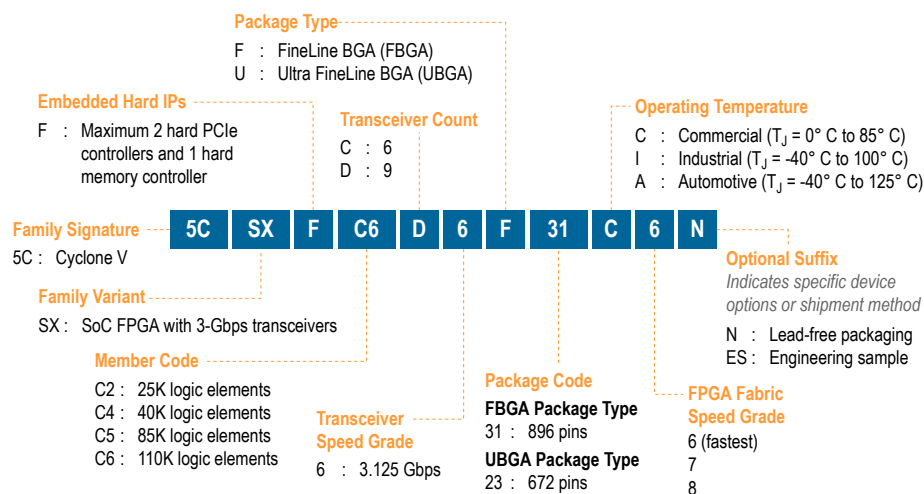 Package Type
F : FineLine BGA (FBGA)
U : Ultra FineLine BGA (UBGA)
Embedded Hard IPs
F : Maximum 2 hard PCIe
controllers and 1 hard
memory controller
Transceiver Count
C : 6
D : 9
Operating Temperature
C : Commercial (TJ = 0° C to 85° C)
I : Industrial (TJ = -40° C to 100° C)
A : Automotive (TJ = -40° C to 125° C)
5C SX F C6 D 6 F 31 C 6 N
Family Signature
5C : Cyclone V
Family Variant
SX : SoC FPGA with 3-Gbps transceivers
Member Code
C2 : 25K logic elements
C4 : 40K logic elements
C5 : 85K logic elements
C6 : 110K logic elements
Transceiver
Speed Grade
6 : 3.125 Gbps
Package Code
FBGA Package Type
31 : 896 pins
UBGA Package Type
23 : 672 pins
FPGA Fabric
Speed Grade
6 (fastest)
7
8
Optional Suffix
Indicates specific device
options or shipment method
N : Lead-free packaging
ES : Engineering sample